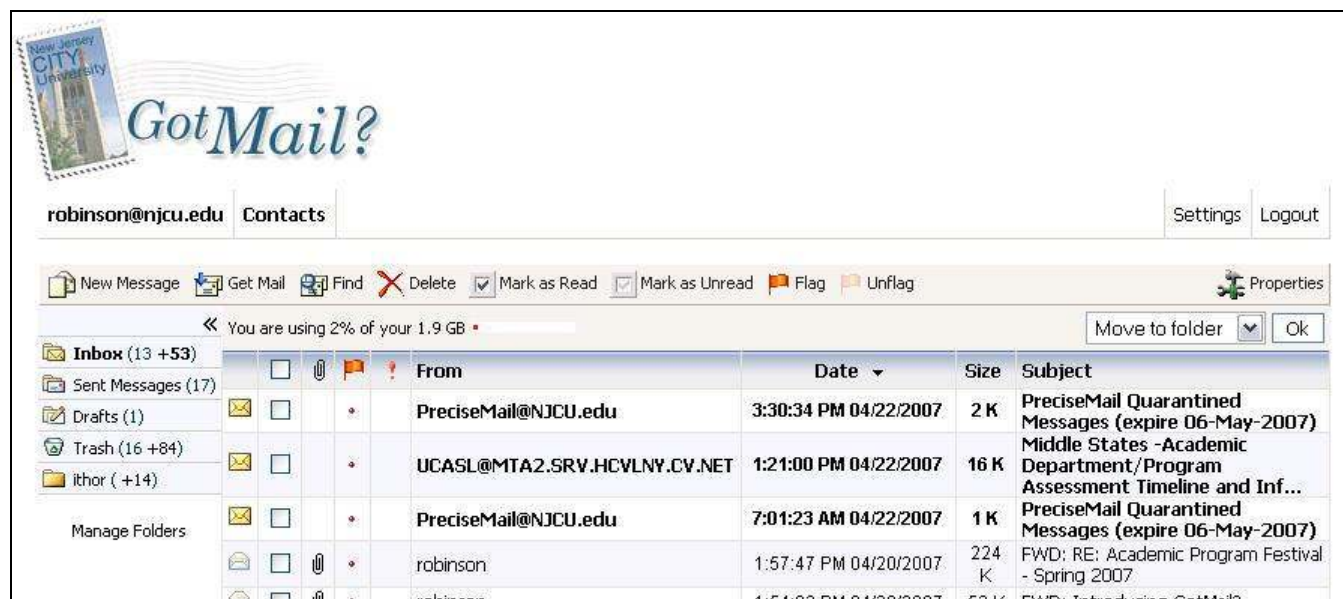 New Jersey
CITY
University
GotMail?
robinson@njcu.edu Contacts Settings Logout
New Message Get Mail Find Delete Mark as Read Mark as Unread Flag Unflag Properties
« You are using 2% of your 1.9 GB • Move to folder Ok
Inbox (13 +53)
Sent Messages (17)
Drafts (1)
Trash (16 +84)
ithor ( +14)
Manage Folders
! From Date Size Subject
PreciseMail@NJCU.edu 3:30:34 PM 04/22/2007 2 K PreciseMail Quarantined
Messages (expire 06-May-2007)
UCASL@MTA2.SRV.HCVLNY.CV.NET 1:21:00 PM 04/22/2007 16 K Middle States -Academic
Department/Program
Assessment Timeline and Inf...
PreciseMail@NJCU.edu 7:01:23 AM 04/22/2007 1 K PreciseMail Quarantined
Messages (expire 06-May-2007)
robinson 1:57:47 PM 04/20/2007 224 K FWD: RE: Academic Program Festival
- Spring 2007
robinson FWD: Introducing GotMail?